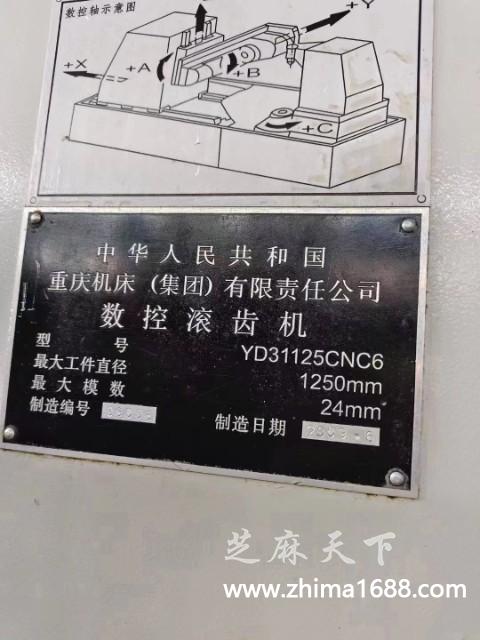 数控轴示意图
+Y
+X
+A
+B
+C
中华人民共和国
重庆机床(集团)有限责任公司
数控滚齿机
型号 YD31125CNC6
最大工件直径 1250mm
最大模数 24mm
制造编号 制造日期
芝麻天下
www.zhima1688.com